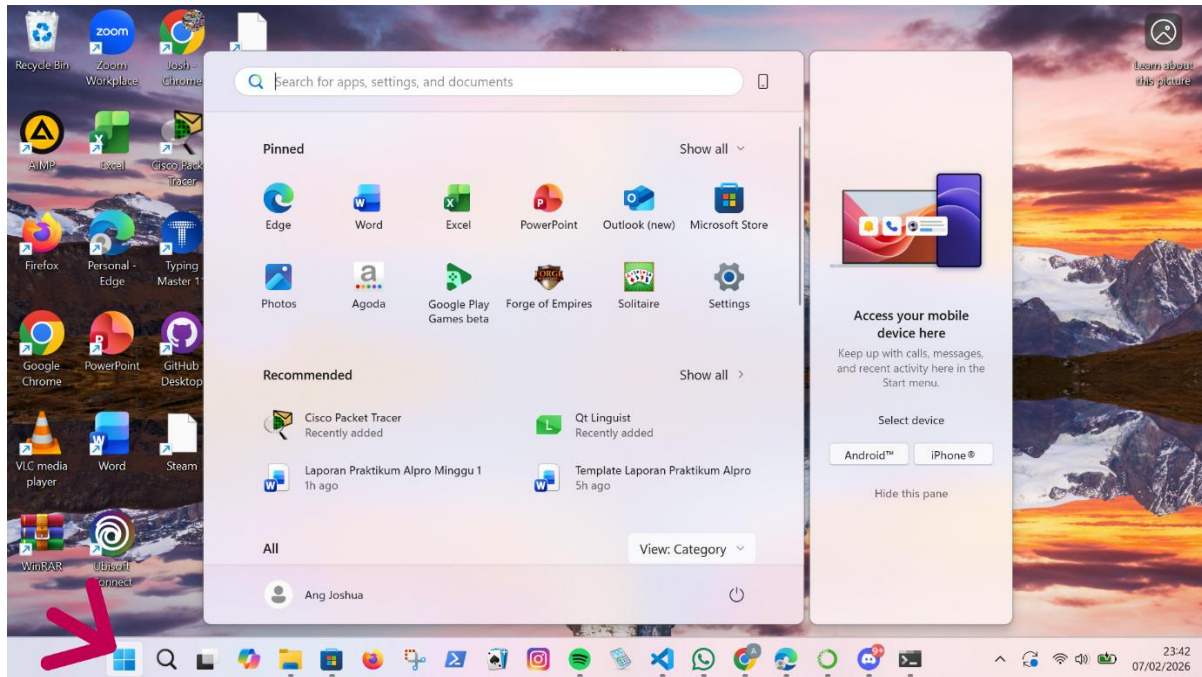 Recycle Bin
Zoom
Workplace
Josh -
Chrome
zoom
Learn about
this picture
Search for apps, settings, and documents
AIMP
Excel
Cisco Pack
Tracer
Pinned
Show all
Edge
Word
Excel
PowerPoint
Outlook (new)
Microsoft Store
Firefox
Personal -
Edge
Typing
Master 11
Photos
Agoda
Google Play
Games beta
Forge of Empires
Solitaire
Settings
Google
Chrome
PowerPoint
GitHub
Desktop
Recommended
Show all
Cisco Packet Tracer
Recently added
Qt Linguist
Recently added
Laporan Praktikum Alpro Minggu 1
1h ago
Template Laporan Praktikum Alpro
5h ago
VLC media
player
Word
Steam
WinRAR
Ubisoft
Connect
All
View: Category
Ang Joshua
Access your mobile
device here
Keep up with calls, messages,
and recent activity here in the
Start menu.
Select device
Android™
iPhone®
Hide this pane
23:42
07/02/2026